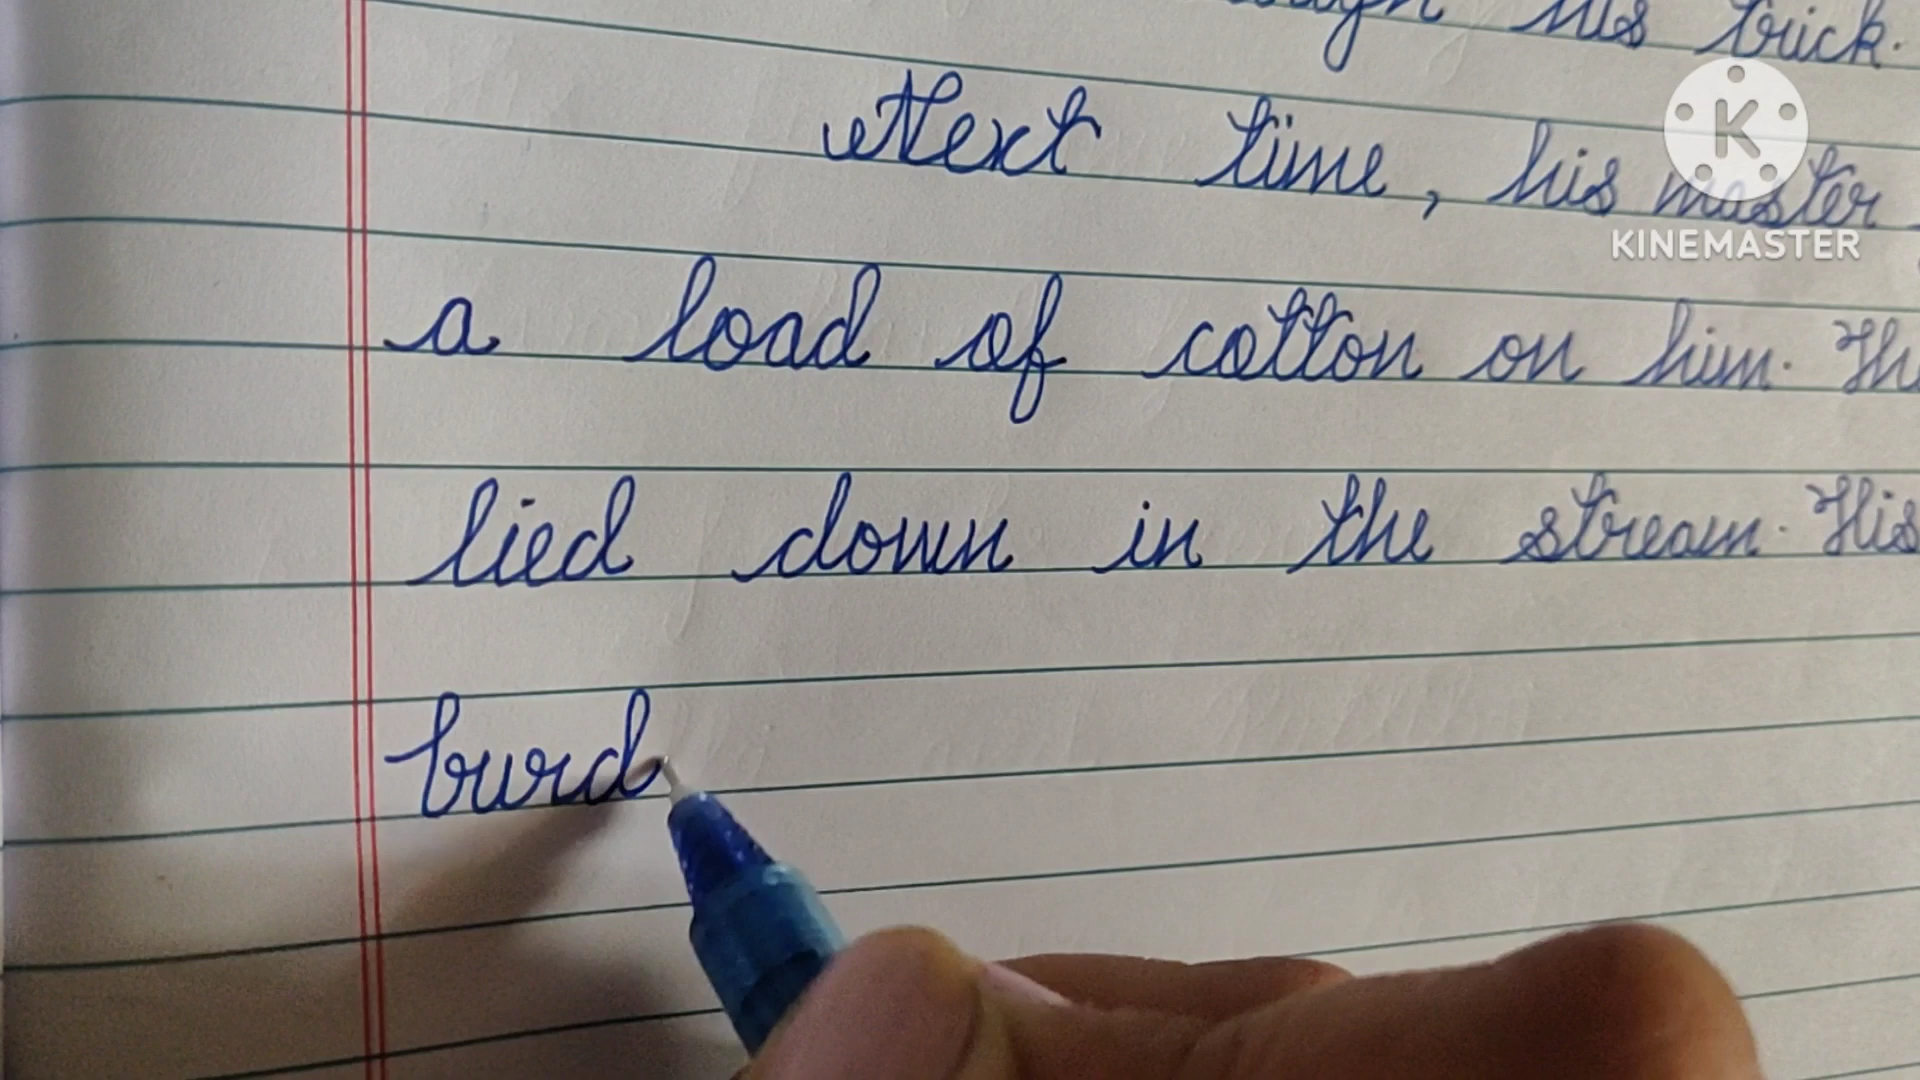 his trick.
Next time, his master
a load of cotton on him. Th
lied down in the stream. His
burd
K
KINEMASTER